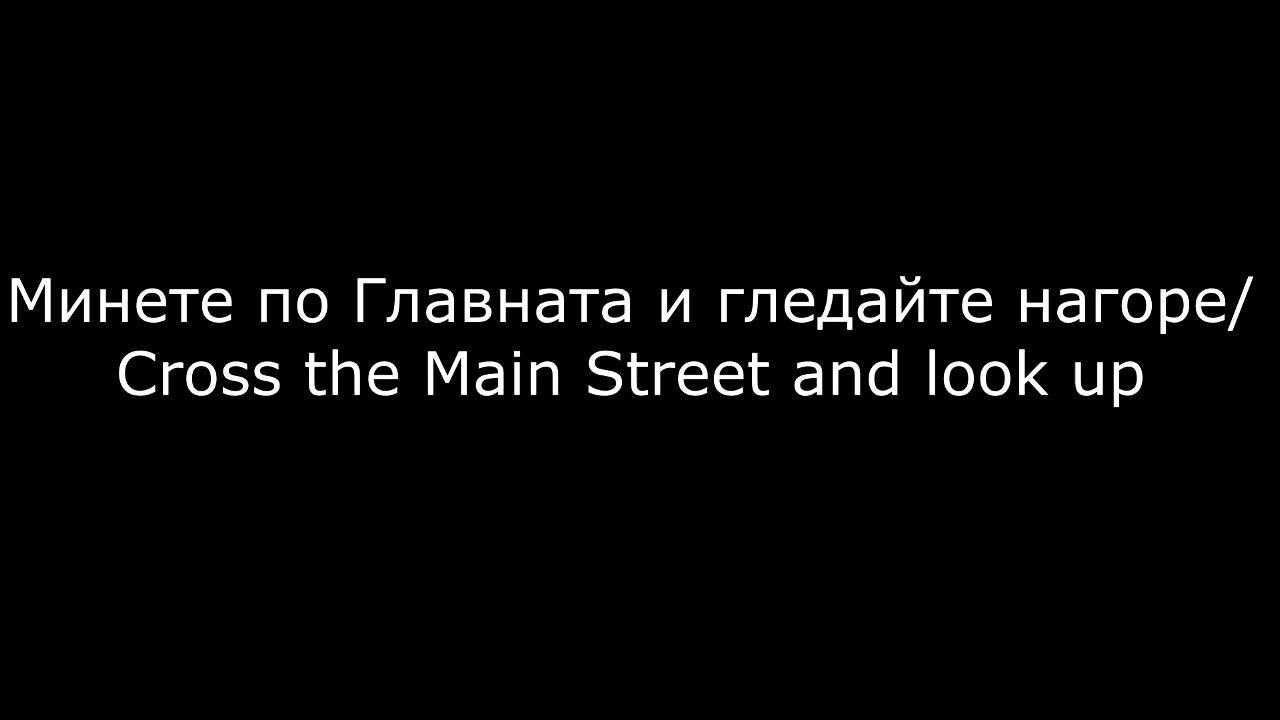 Минете по Главната и гледайте нагоре/
Cross the Main Street and look up